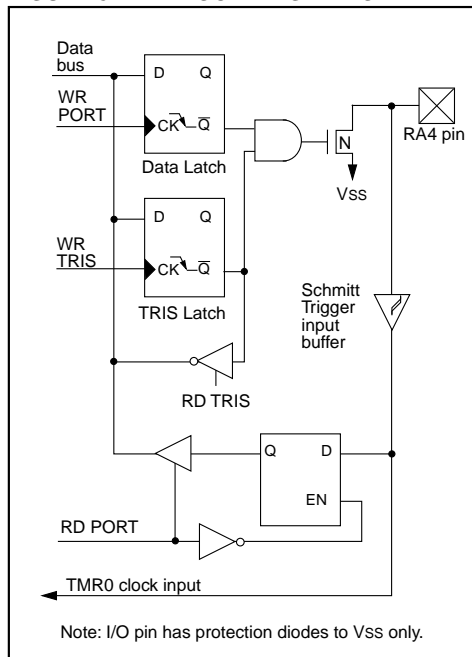 Data
bus
D Q
WR
PORT
CK Q
N
RA4 pin
Data Latch
VSS
D Q
WR
TRIS
CK Q
TRIS Latch
Schmitt
Trigger
input
buffer
RD TRIS
Q D
EN
RD PORT
TMR0 clock input
Note: I/O pin has protection diodes to VSS only.